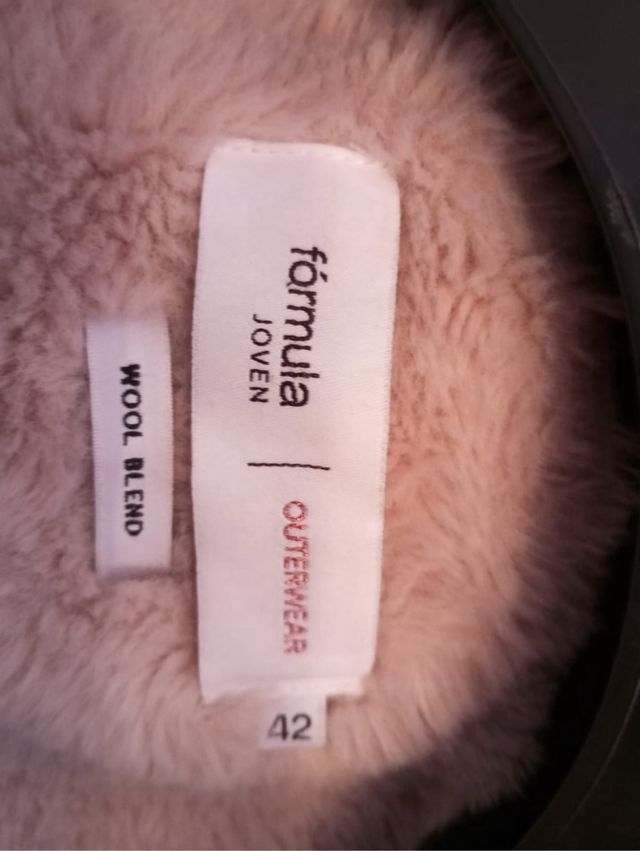 fórmula
JOVEN
OUTERWEAR
42
WOOL BLEND